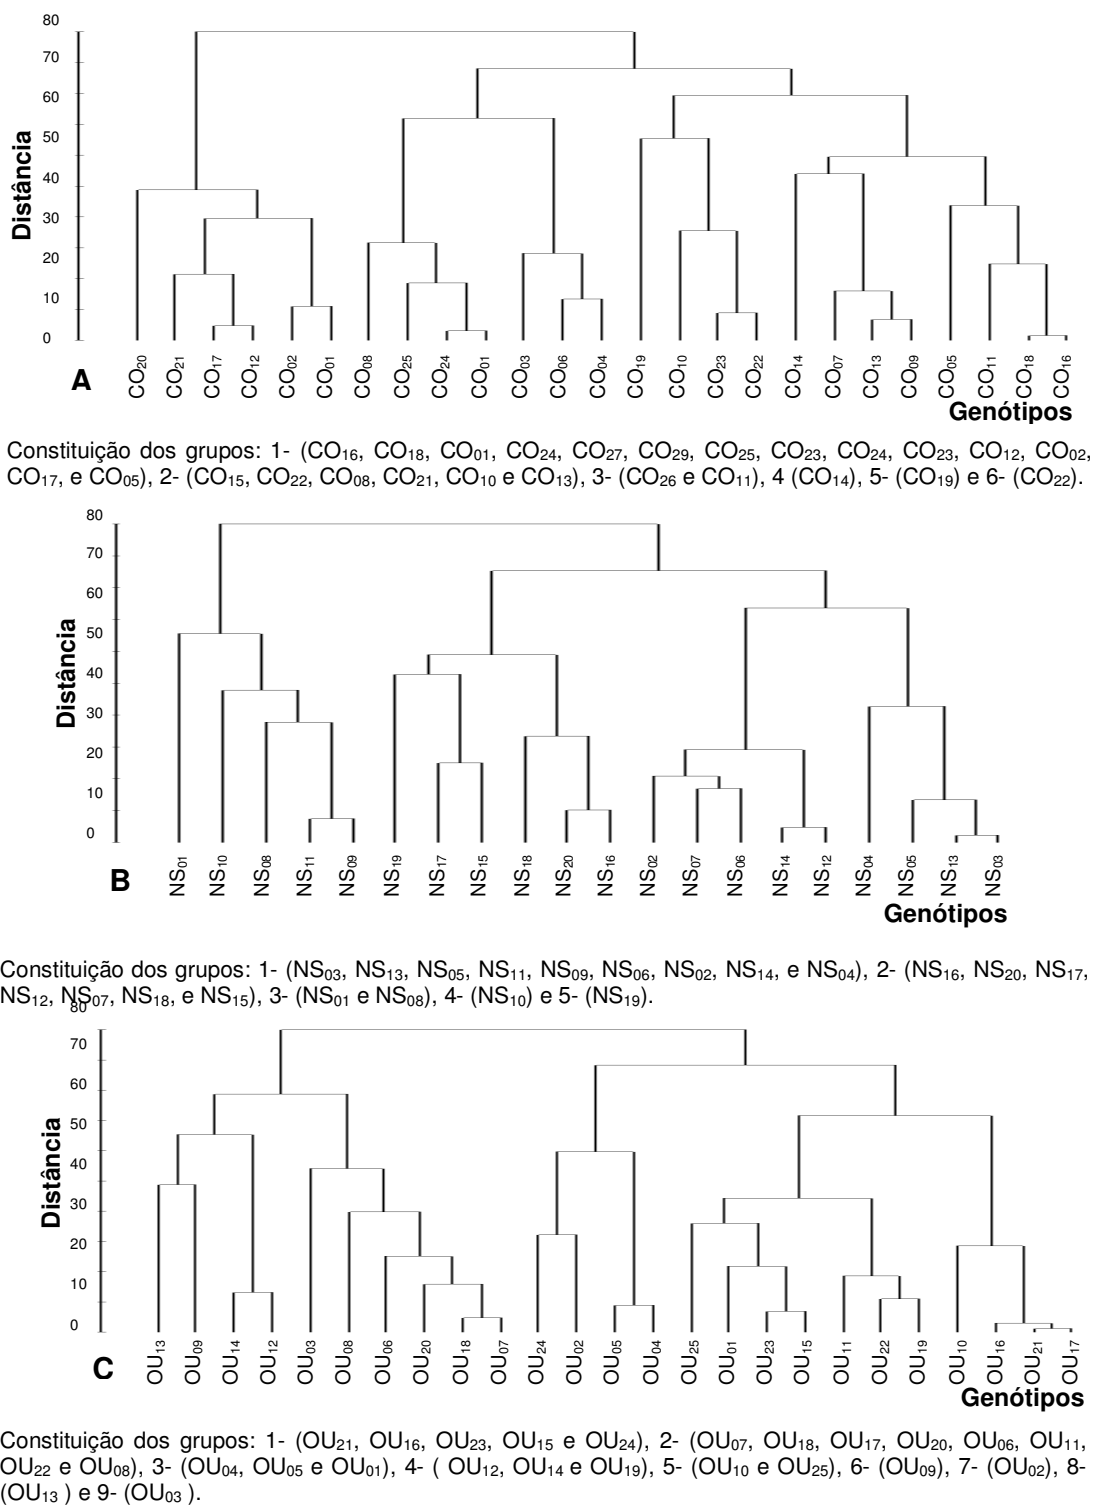 80
70
60
50
40
30
20
10
0
Distância
CO20 CO21 CO17 CO12 CO02 CO01 CO08 CO25 CO24 CO01 CO03 CO06 CO04 CO19 CO10 CO23 CO22 CO14 CO07 CO13 CO09 CO05 CO11 CO18 CO16
A
Genótipos
Constituição dos grupos: 1- (CO16, CO18, CO01, CO24, CO27, CO29, CO25, CO23, CO24, CO23, CO12, CO02,
CO17, e CO05), 2- (CO15, CO22, CO08, CO21, CO10 e CO13), 3- (CO26 e CO11), 4 (CO14), 5- (CO19) e 6- (CO22).
80
70
60
50
40
30
20
10
0
Distância
NS01 NS10 NS08 NS11 NS09 NS19 NS17 NS15 NS18 NS20 NS16 NS02 NS07 NS06 NS14 NS12 NS04 NS05 NS13 NS03
B
Genótipos
Constituição dos grupos: 1- (NS03, NS13, NS05, NS11, NS09, NS06, NS02, NS14, e NS04), 2- (NS16, NS20, NS17,
NS12, NS07, NS18, e NS15), 3- (NS01 e NS08), 4- (NS10) e 5- (NS19).
80
70
60
50
40
30
20
10
0
Distância
OU13 OU09 OU14 OU12 OU03 OU08 OU06 OU20 OU18 OU07 OU24 OU02 OU05 OU04 OU25 OU01 OU23 OU15 OU11 OU22 OU19 OU10 OU16 OU21 OU17
C
Genótipos
Constituição dos grupos: 1- (OU21, OU16, OU23, OU15 e OU24), 2- (OU07, OU18, OU17, OU20, OU06, OU11,
OU22 e OU08), 3- (OU04, OU05 e OU01), 4- ( OU12, OU14 e OU19), 5- (OU10 e OU25), 6- (OU09), 7- (OU02), 8-
(OU13 ) e 9- (OU03 ).